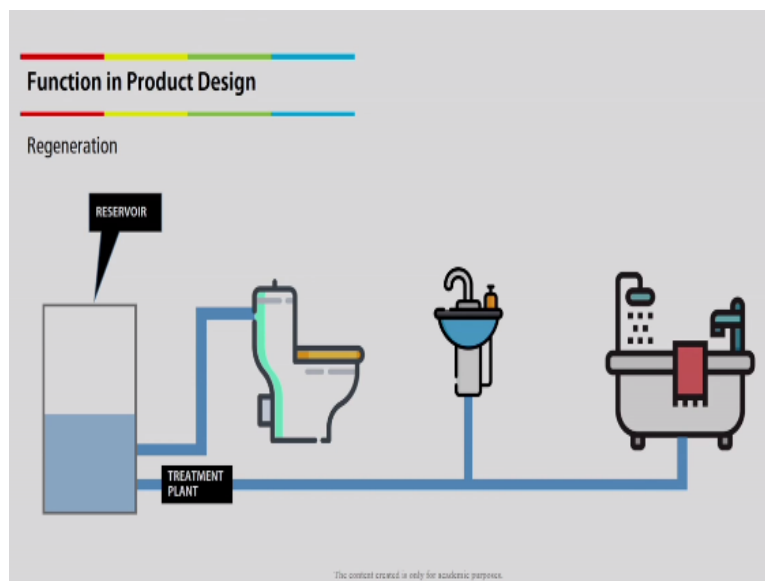 Function in Product Design
Regeneration
RESERVOIR
TREATMENT
PLANT
The content created is only for academic purposes.